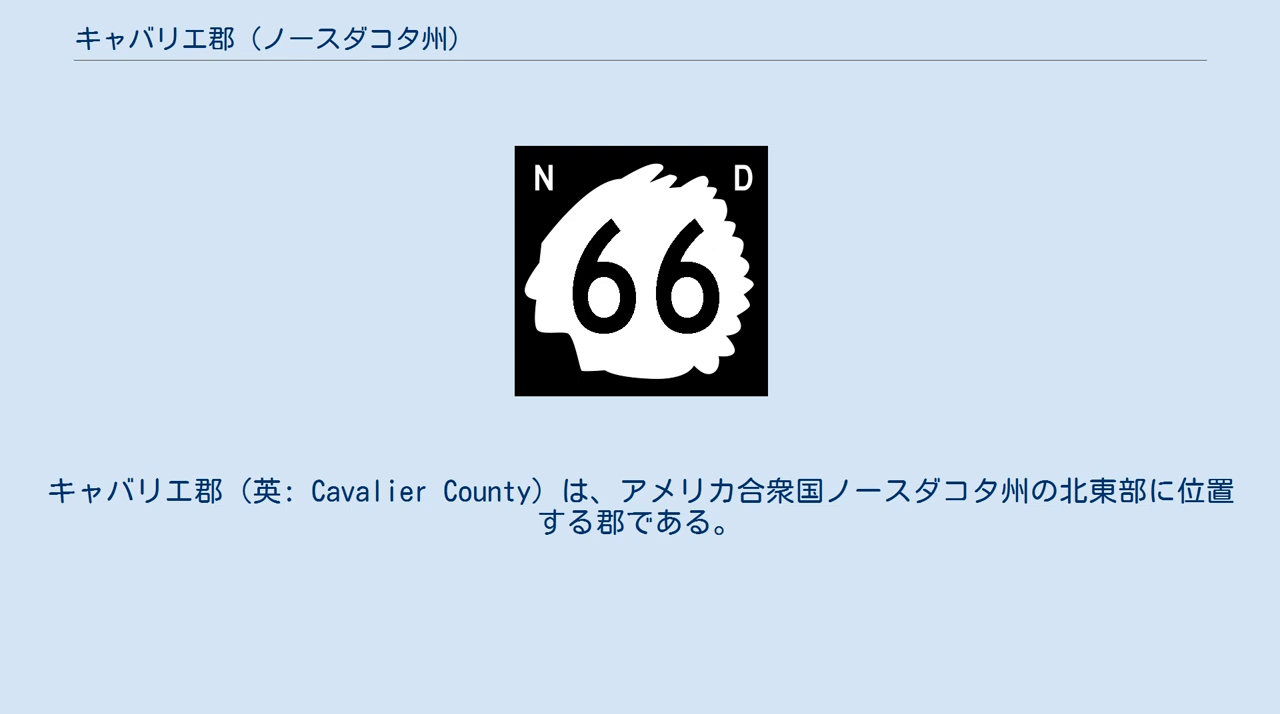 キャバリエ郡（ノースダコタ州）
N D
66
キャバリエ郡（英: Cavalier County）は、アメリカ合衆国ノースダコタ州の北東部に位置
する郡である。